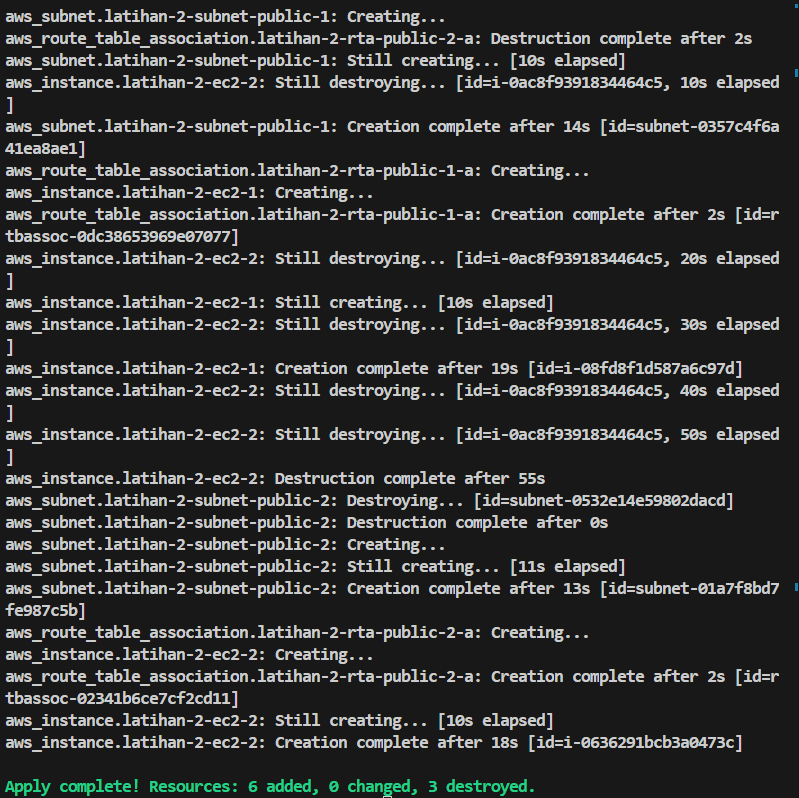 aws_subnet.latihan-2-subnet-public-1: Creating...
aws_route_table_association.latihan-2-rta-public-2-a: Destruction complete after 2s
aws_subnet.latihan-2-subnet-public-1: Still creating... [10s elapsed]
aws_instance.latihan-2-ec2-2: Still destroying... [id=i-0ac8f9391834464c5, 10s elapsed
]
aws_subnet.latihan-2-subnet-public-1: Creation complete after 14s [id=subnet-0357c4f6a
41ea8ae1]
aws_route_table_association.latihan-2-rta-public-1-a: Creating...
aws_instance.latihan-2-ec2-1: Creating...
aws_route_table_association.latihan-2-rta-public-1-a: Creation complete after 2s [id=r
tbassoc-0dc38653969e07077]
aws_instance.latihan-2-ec2-2: Still destroying... [id=i-0ac8f9391834464c5, 20s elapsed
]
aws_instance.latihan-2-ec2-1: Still creating... [10s elapsed]
aws_instance.latihan-2-ec2-2: Still destroying... [id=i-0ac8f9391834464c5, 30s elapsed
]
aws_instance.latihan-2-ec2-1: Creation complete after 19s [id=i-08fd8f1d587a6c97d]
aws_instance.latihan-2-ec2-2: Still destroying... [id=i-0ac8f9391834464c5, 40s elapsed
]
aws_instance.latihan-2-ec2-2: Still destroying... [id=i-0ac8f9391834464c5, 50s elapsed
]
aws_instance.latihan-2-ec2-2: Destruction complete after 55s
aws_subnet.latihan-2-subnet-public-2: Destroying... [id=subnet-0532e14e59802dacd]
aws_subnet.latihan-2-subnet-public-2: Destruction complete after 0s
aws_subnet.latihan-2-subnet-public-2: Creating...
aws_subnet.latihan-2-subnet-public-2: Still creating... [11s elapsed]
aws_subnet.latihan-2-subnet-public-2: Creation complete after 13s [id=subnet-01a7f8bd7
fe987c5b]
aws_route_table_association.latihan-2-rta-public-2-a: Creating...
aws_instance.latihan-2-ec2-2: Creating...
aws_route_table_association.latihan-2-rta-public-2-a: Creation complete after 2s [id=r
tbassoc-02341b6ce7cf2cd11]
aws_instance.latihan-2-ec2-2: Still creating... [10s elapsed]
aws_instance.latihan-2-ec2-2: Creation complete after 18s [id=i-0636291bcb3a0473c]
Apply complete! Resources: 6 added, 0 changed, 3 destroyed.